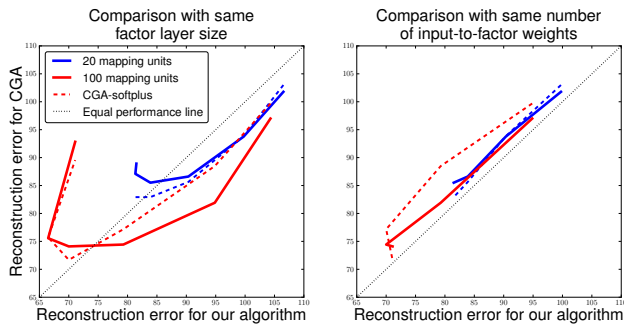 Comparison with same
factor layer size
20 mapping units
100 mapping units
CGA-softplus
Equal performance line
Reconstruction error for CGA
110
105
100
95
90
85
80
75
70
65
65 70 75 80 85 90 95 100 105 110
Reconstruction error for our algorithm
Comparison with same number
of input-to-factor weights
110
105
100
95
90
85
80
75
70
65
65 70 75 80 85 90 95 100 105 110
Reconstruction error for our algorithm